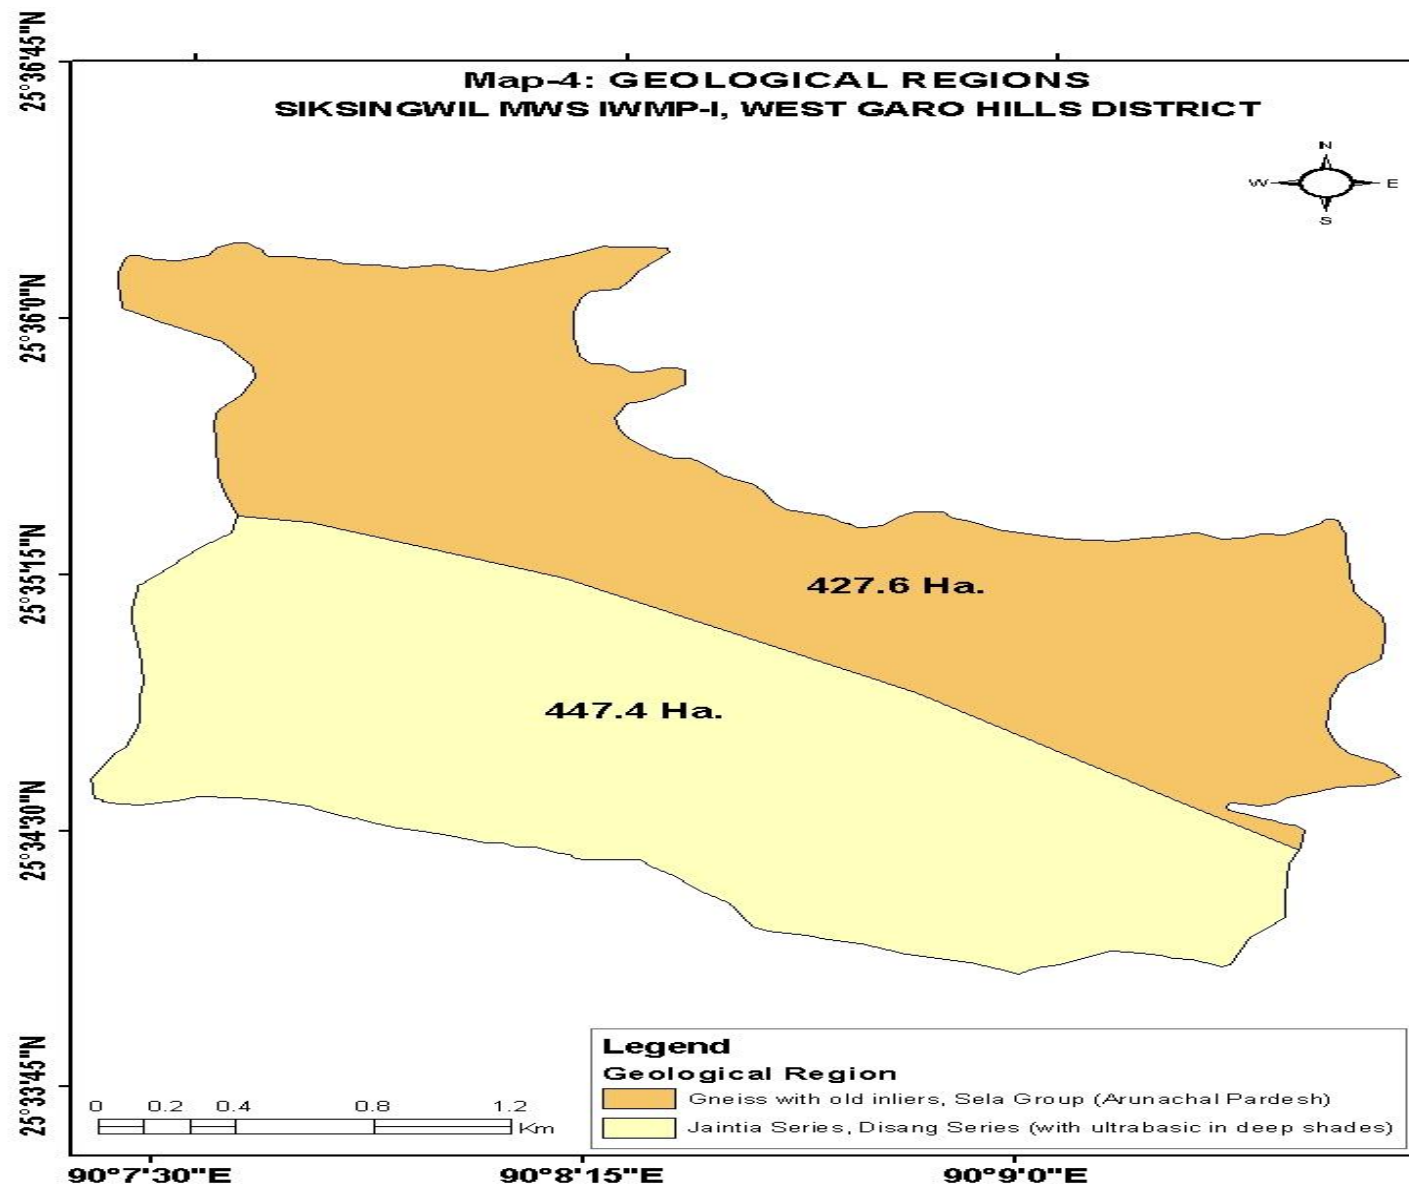 Map-4: GEOLOGICAL REGIONS
SIKSINGWIL MWS IWMP-I, WEST GARO HILLS DISTRICT
N
W E
S
25°36'45"N
25°36'0"N
25°35'15"N
25°34'30"N
25°33'45"N
427.6 Ha.
447.4 Ha.
Legend
Geological Region
Gneiss with old inliers, Sela Group (Arunachal Pardesh)
Jaintia Series, Disang Series (with ultrabasic in deep shades)
0 0.2 0.4 0.8 1.2
Km
90°7'30"E 90°8'15"E 90°9'0"E